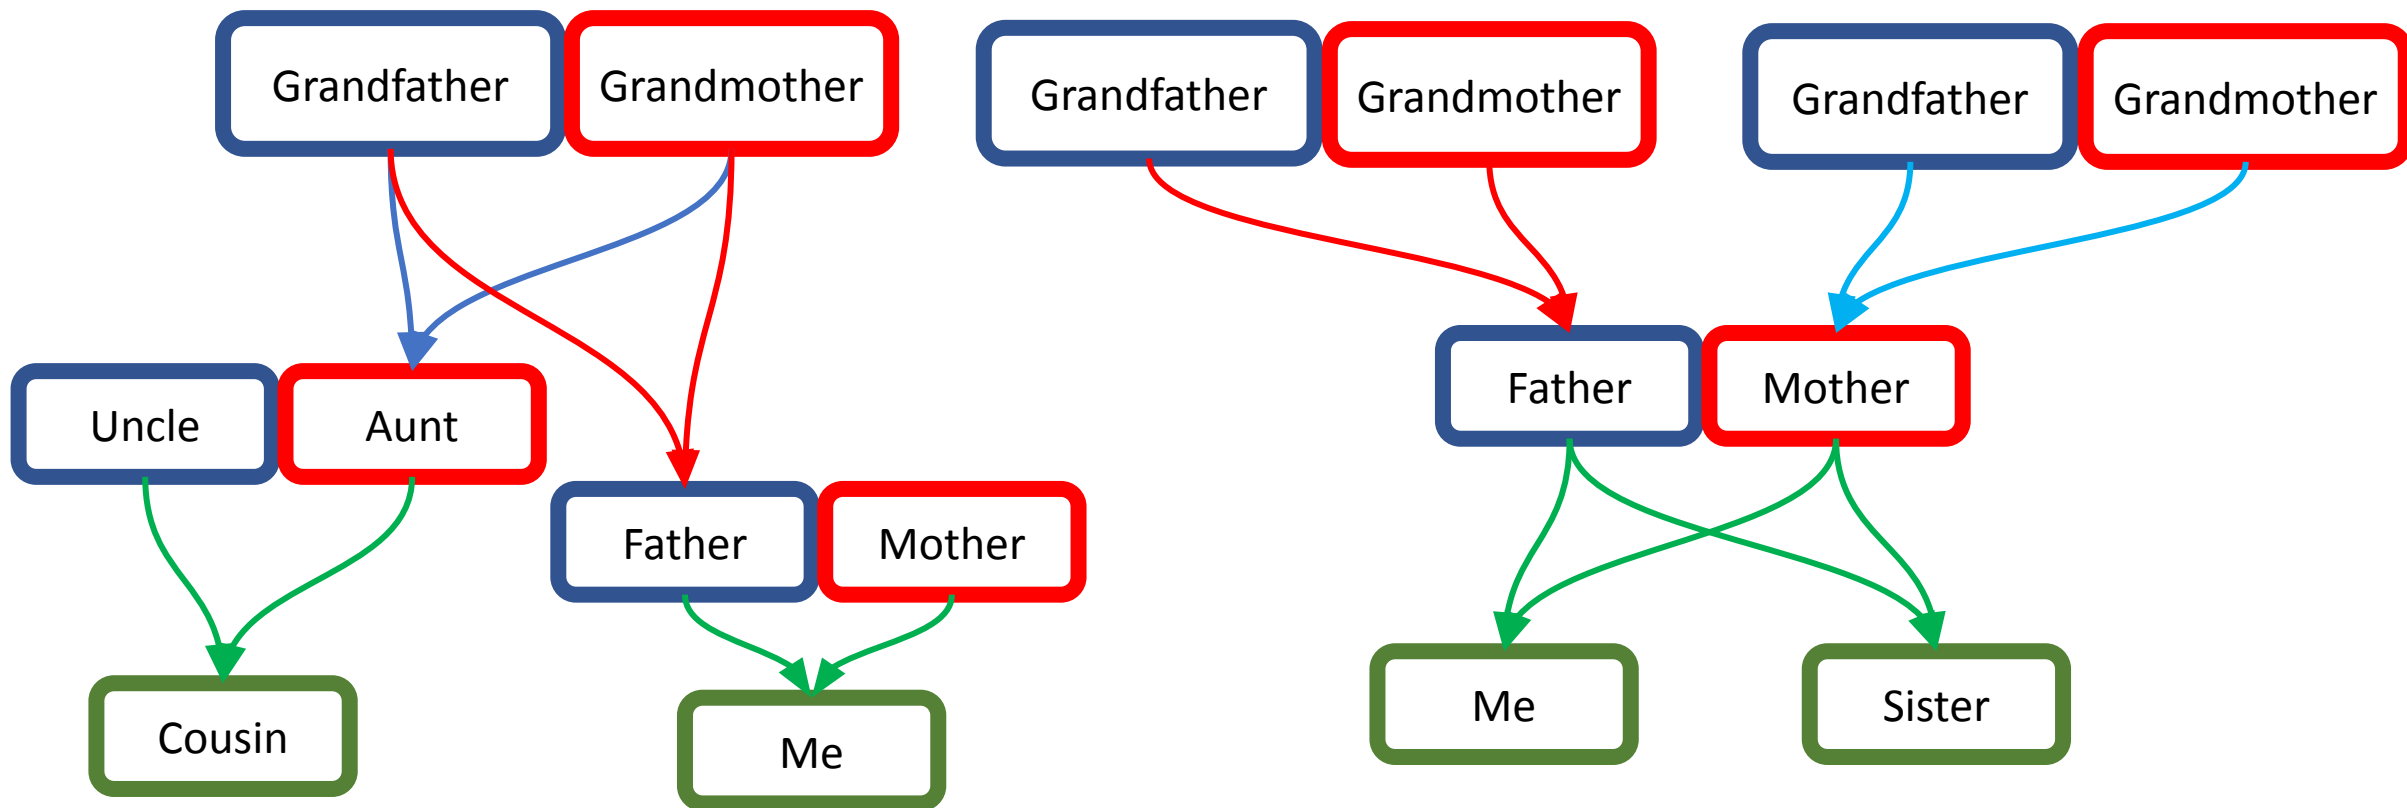 Grandfather
Grandmother
Grandfather
Grandmother
Grandfather
Grandmother
Uncle
Aunt
Father
Mother
Father
Mother
Cousin
Me
Me
Sister